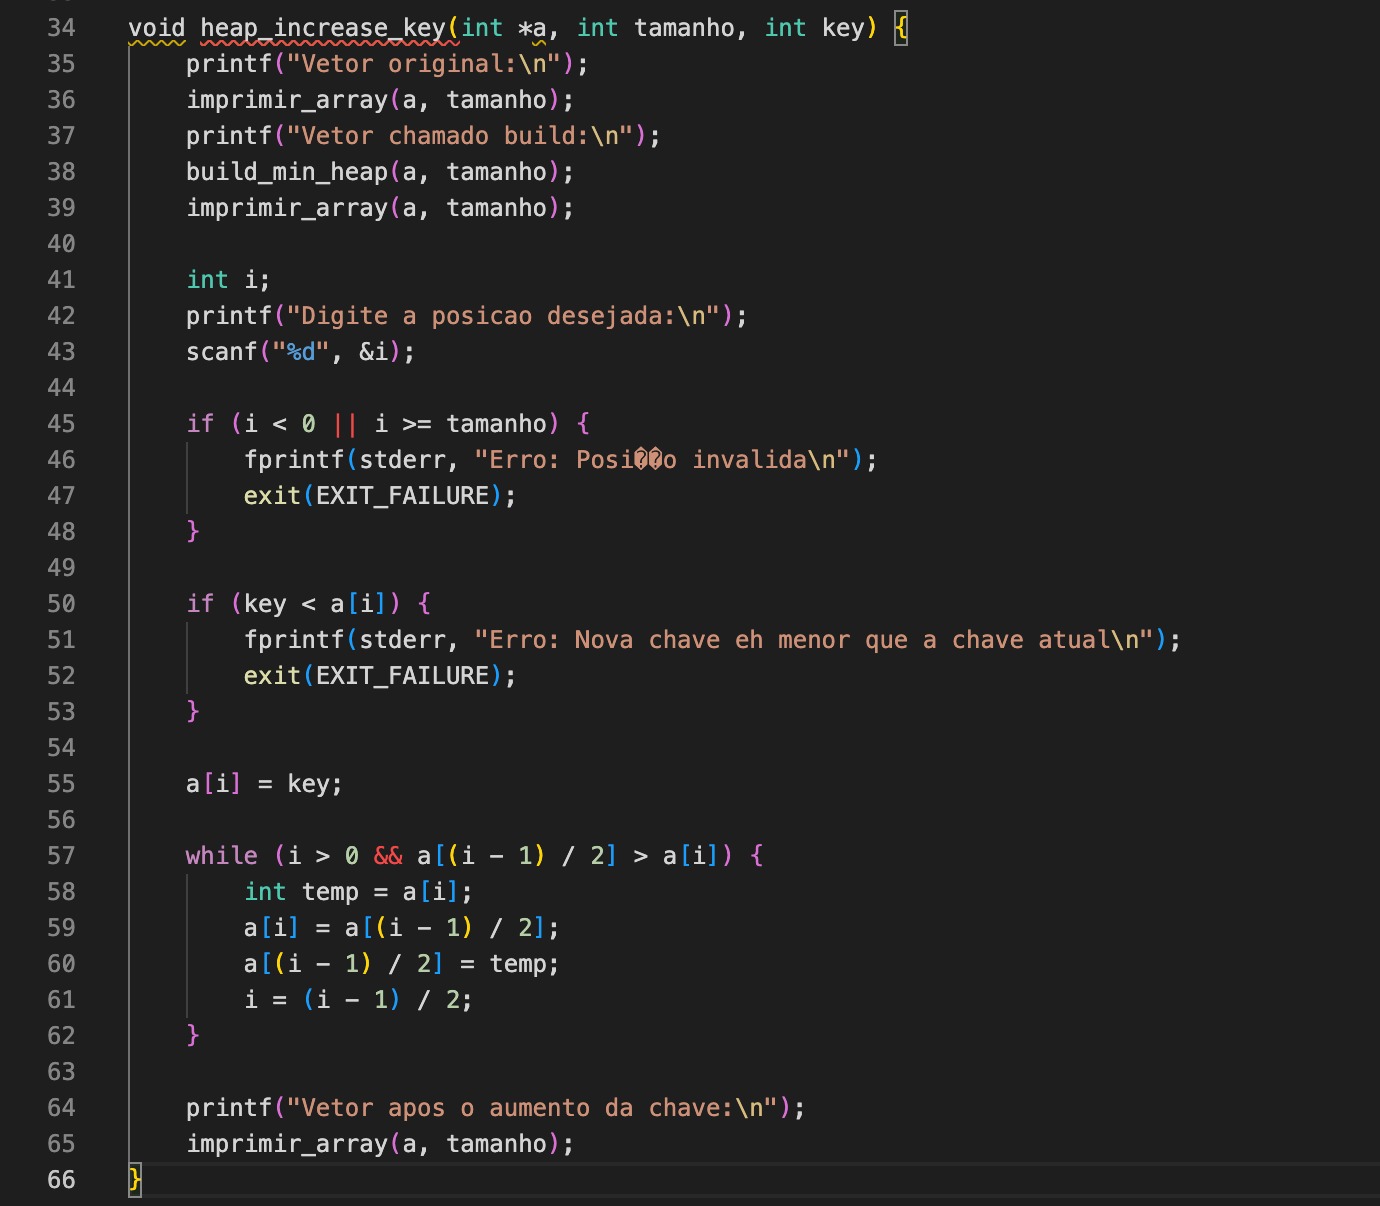 34 void heap_increase_key(int *a, int tamanho, int key) {
35     printf("Vetor original:\n");
36     imprimir_array(a, tamanho);
37     printf("Vetor chamado build:\n");
38     build_min_heap(a, tamanho);
39     imprimir_array(a, tamanho);
40
41     int i;
42     printf("Digite a posicao desejada:\n");
43     scanf("%d", &i);
44
45     if (i < 0 || i >= tamanho) {
46         fprintf(stderr, "Erro: Posi��o invalida\n");
47         exit(EXIT_FAILURE);
48     }
49
50     if (key < a[i]) {
51         fprintf(stderr, "Erro: Nova chave eh menor que a chave atual\n");
52         exit(EXIT_FAILURE);
53     }
54
55     a[i] = key;
56
57     while (i > 0 && a[(i - 1) / 2] > a[i]) {
58         int temp = a[i];
59         a[i] = a[(i - 1) / 2];
60         a[(i - 1) / 2] = temp;
61         i = (i - 1) / 2;
62     }
63
64     printf("Vetor apos o aumento da chave:\n");
65     imprimir_array(a, tamanho);
66 }